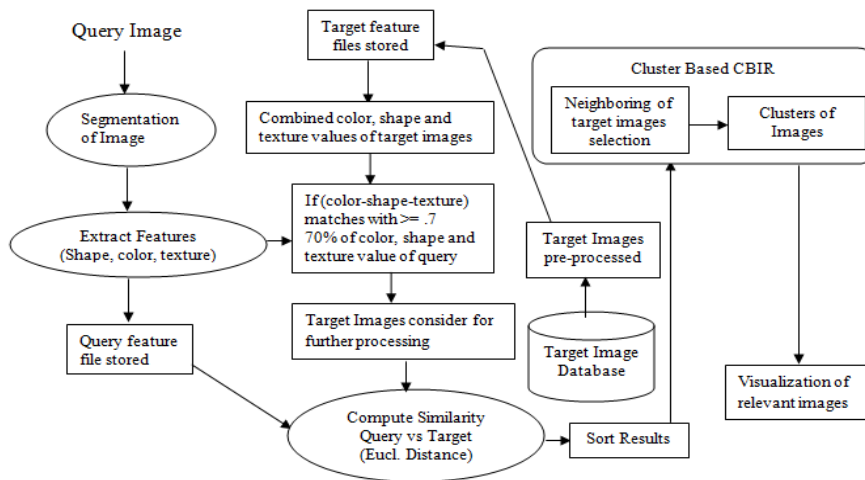 Query Image
Segmentation
of Image
Extract Features
(Shape, color, texture)
Query feature
file stored
Target feature
files stored
Combined color, shape and
texture values of target images
If (color-shape-texture)
matches with >= .7
70% of color, shape and
texture value of query
Target Images consider for
further processing
Compute Similarity
Query vs Target
(Eucl. Distance)
Sort Results
Target Images
pre-processed
Target Image
Database
Cluster Based CBIR
Neighboring of
target images
selection
Clusters of
Images
Visualization of
relevant images